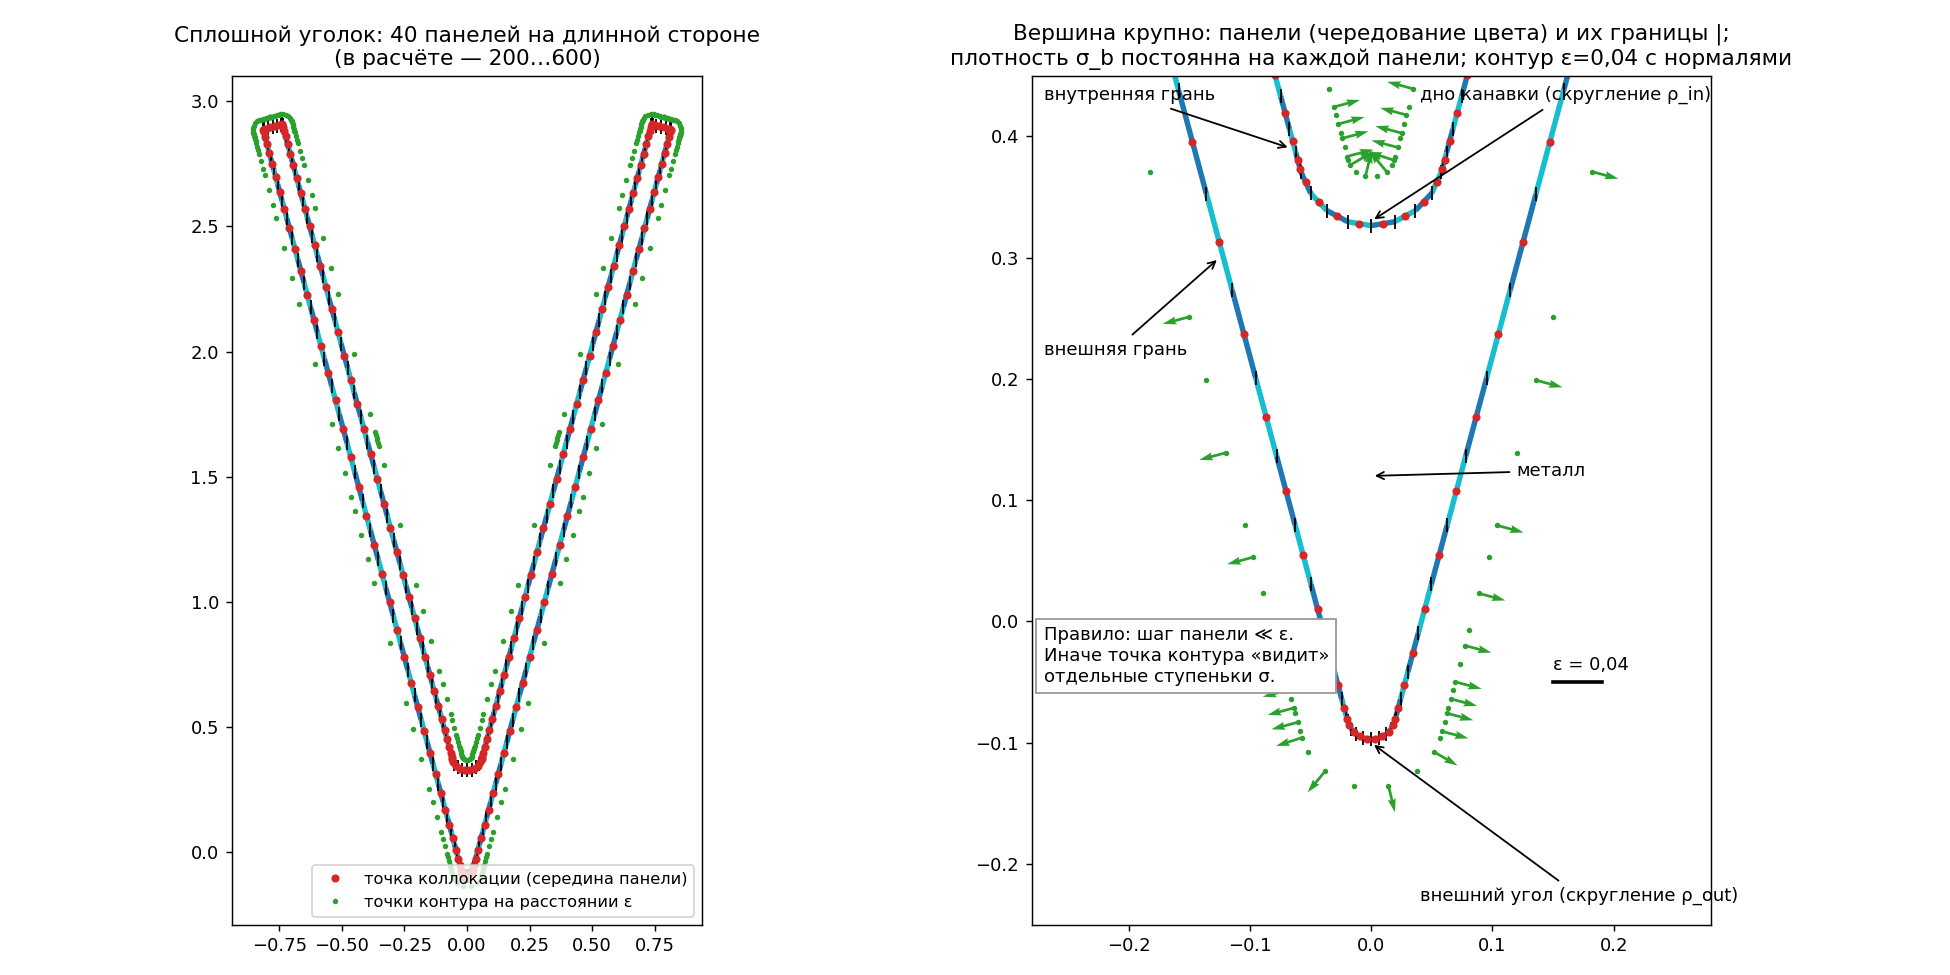 Сплошной уголок: 40 панелей на длинной стороне
(в расчёте — 200...600)
3.0
2.5
2.0
1.5
1.0
0.5
0.0
−0.75
−0.50
−0.25
0.00
0.25
0.50
0.75
точка коллокации (середина панели)
точки контура на расстоянии ε
Вершина крупно: панели (чередование цвета) и их границы |;
плотность σ_b постоянна на каждой панели; контур ε=0,04 с нормалями
внутренняя грань
дно канавки (скругление ρ_in)
внешняя грань
металл
Правило: шаг панели ≪ ε.
Иначе точка контура «видит»
отдельные ступеньки σ.
ε = 0,04
внешний угол (скругление ρ_out)
0.4
0.3
0.2
0.1
0.0
−0.1
−0.2
−0.2
−0.1
0.0
0.1
0.2